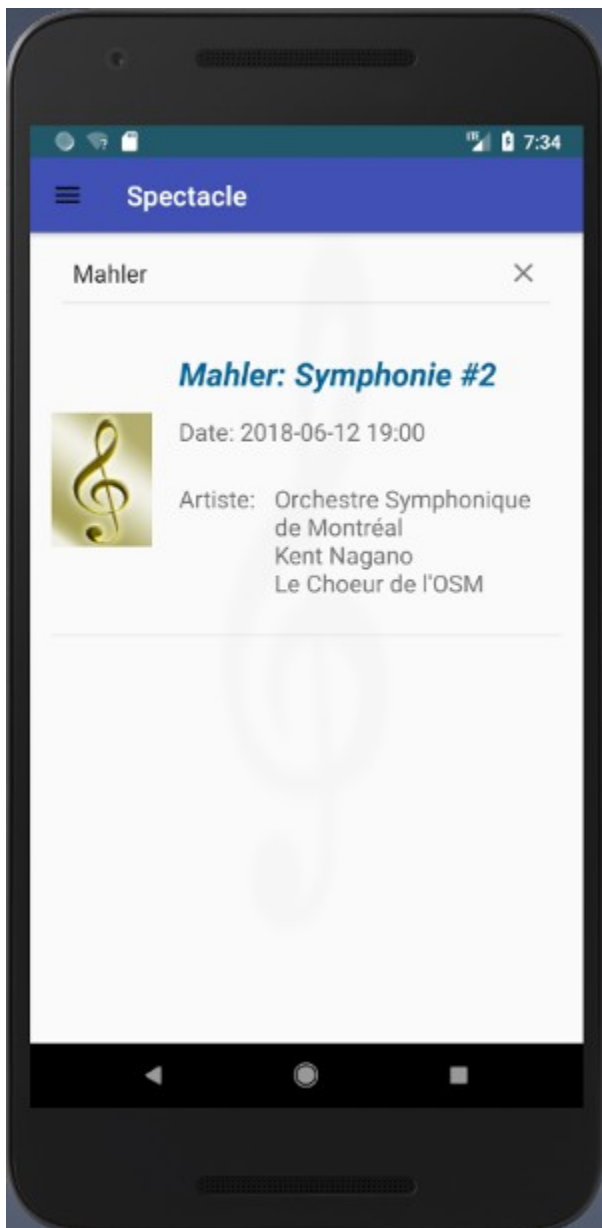 7:34
Spectacle
Mahler
Mahler: Symphonie #2
Date: 2018-06-12 19:00
Artiste: Orchestre Symphonique
de Montréal
Kent Nagano
Le Choeur de l'OSM